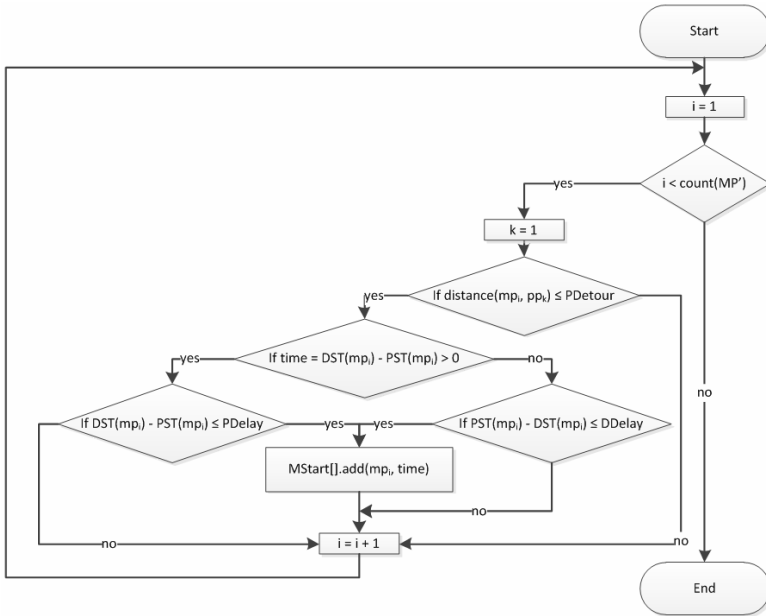 Start
i = 1
i < count(MP')
yes
k = 1
If distance(mpᵢ, ppₖ) ≤ PDetour
yes
If time = DST(mpᵢ) - PST(mpᵢ) > 0
yes
no
no
If DST(mpᵢ) - PST(mpᵢ) ≤ PDelay
yes
yes
If PST(mpᵢ) - DST(mpᵢ) ≤ DDelay
MStart[].add(mpᵢ, time)
no
no
i = i + 1
no
End